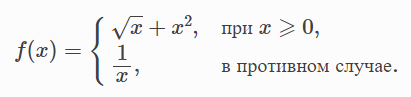 f(x) = { √x + x², при x ⩾ 0,
1/x, в противном случае.